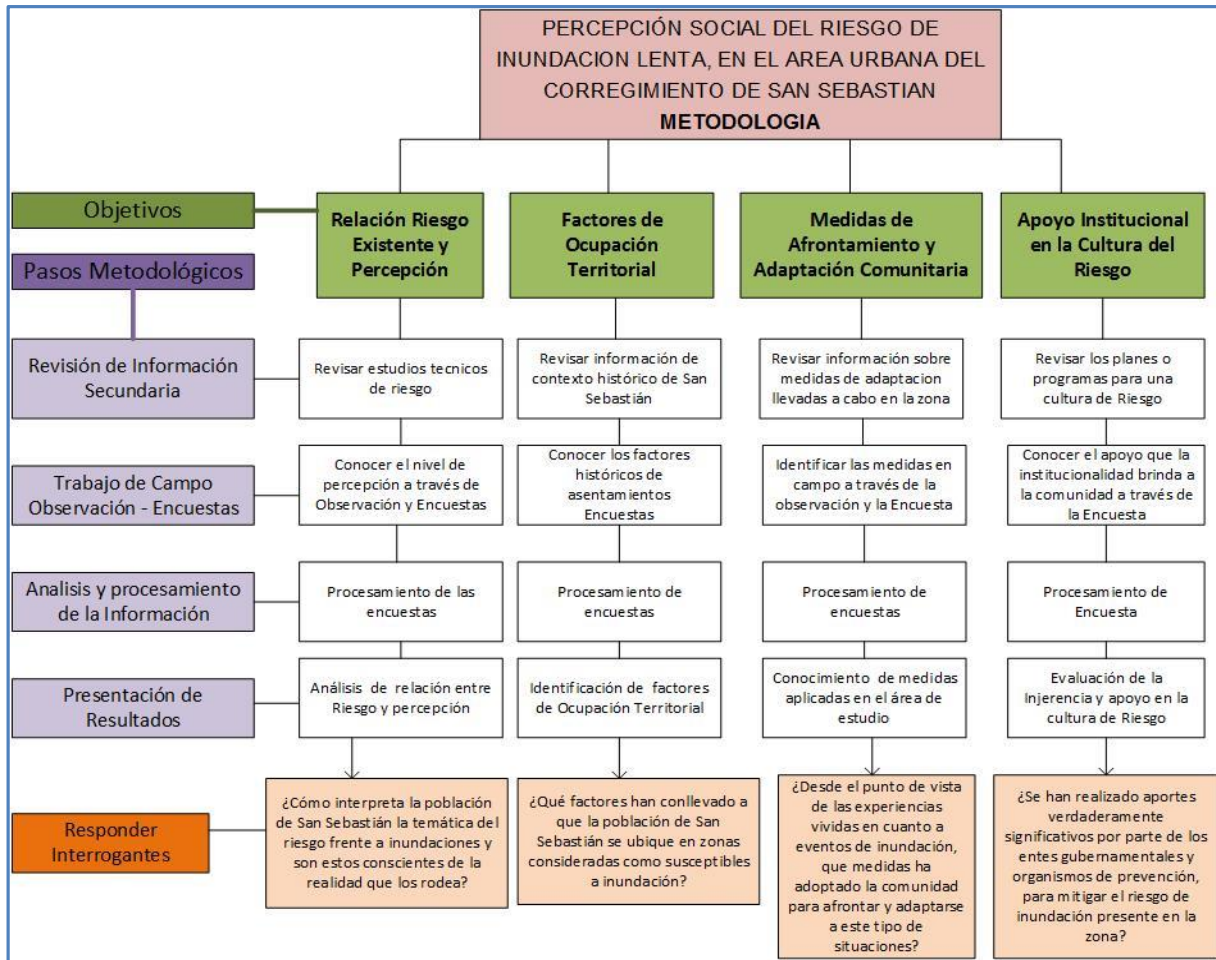 PERCEPCIÓN SOCIAL DEL RIESGO DE
INUNDACION LENTA, EN EL AREA URBANA DEL
CORREGIMIENTO DE SAN SEBASTIAN
METODOLOGIA
Objetivos
Relación Riesgo
Existente y
Percepción
Factores de
Ocupación
Territorial
Medidas de
Afrontamiento y
Adaptación Comunitaria
Apoyo Institucional
en la Cultura del
Riesgo
Pasos Metodológicos
Revisión de Información
Secundaria
Revisar estudios tecnicos
de riesgo
Revisar información de
contexto histórico de San
Sebastián
Revisar información sobre
medidas de adaptacion
llevadas a cabo en la zona
Revisar los planes o
programas para una
cultura de Riesgo
Trabajo de Campo
Observación - Encuestas
Conocer el nivel de
percepción a través de
Observación y Encuestas
Conocer los factores
históricos de
asentamientos
Encuestas
Identificar las medidas en
campo a través de la
observación y la Encuesta
Conocer el apoyo que la
institucionalidad brinda a
la comunidad a través de
la Encuesta
Analisis y procesamiento
de la Información
Procesamiento de las
encuestas
Procesamiento de
encuestas
Procesamiento de
encuestas
Procesamiento de
Encuesta
Presentación de
Resultados
Análisis de relación entre
Riesgo y percepción
Identificación de factores
de Ocupación Territorial
Conocimiento de medidas
aplicadas en el área de
estudio
Evaluación de la
Injerencia y apoyo en la
cultura de Riesgo
Responder
Interrogantes
¿Cómo interpreta la población
de San Sebastián la temática del
riesgo frente a inundaciones y
son estos conscientes de la
realidad que los rodea?
¿Qué factores han conllevado a
que la población de San
Sebastián se ubique en zonas
consideradas como susceptibles
a inundación?
¿Desde el punto de vista
de las experiencias
vividas en cuanto a
eventos de inundación,
que medidas ha
adoptado la comunidad
para afrontar y adaptarse
a este tipo de
situaciones?
¿Se han realizado aportes
verdaderamente
significativos por parte de los
entes gubernamentales y
organismos de prevención,
para mitigar el riesgo de
inundación presente en la
zona?